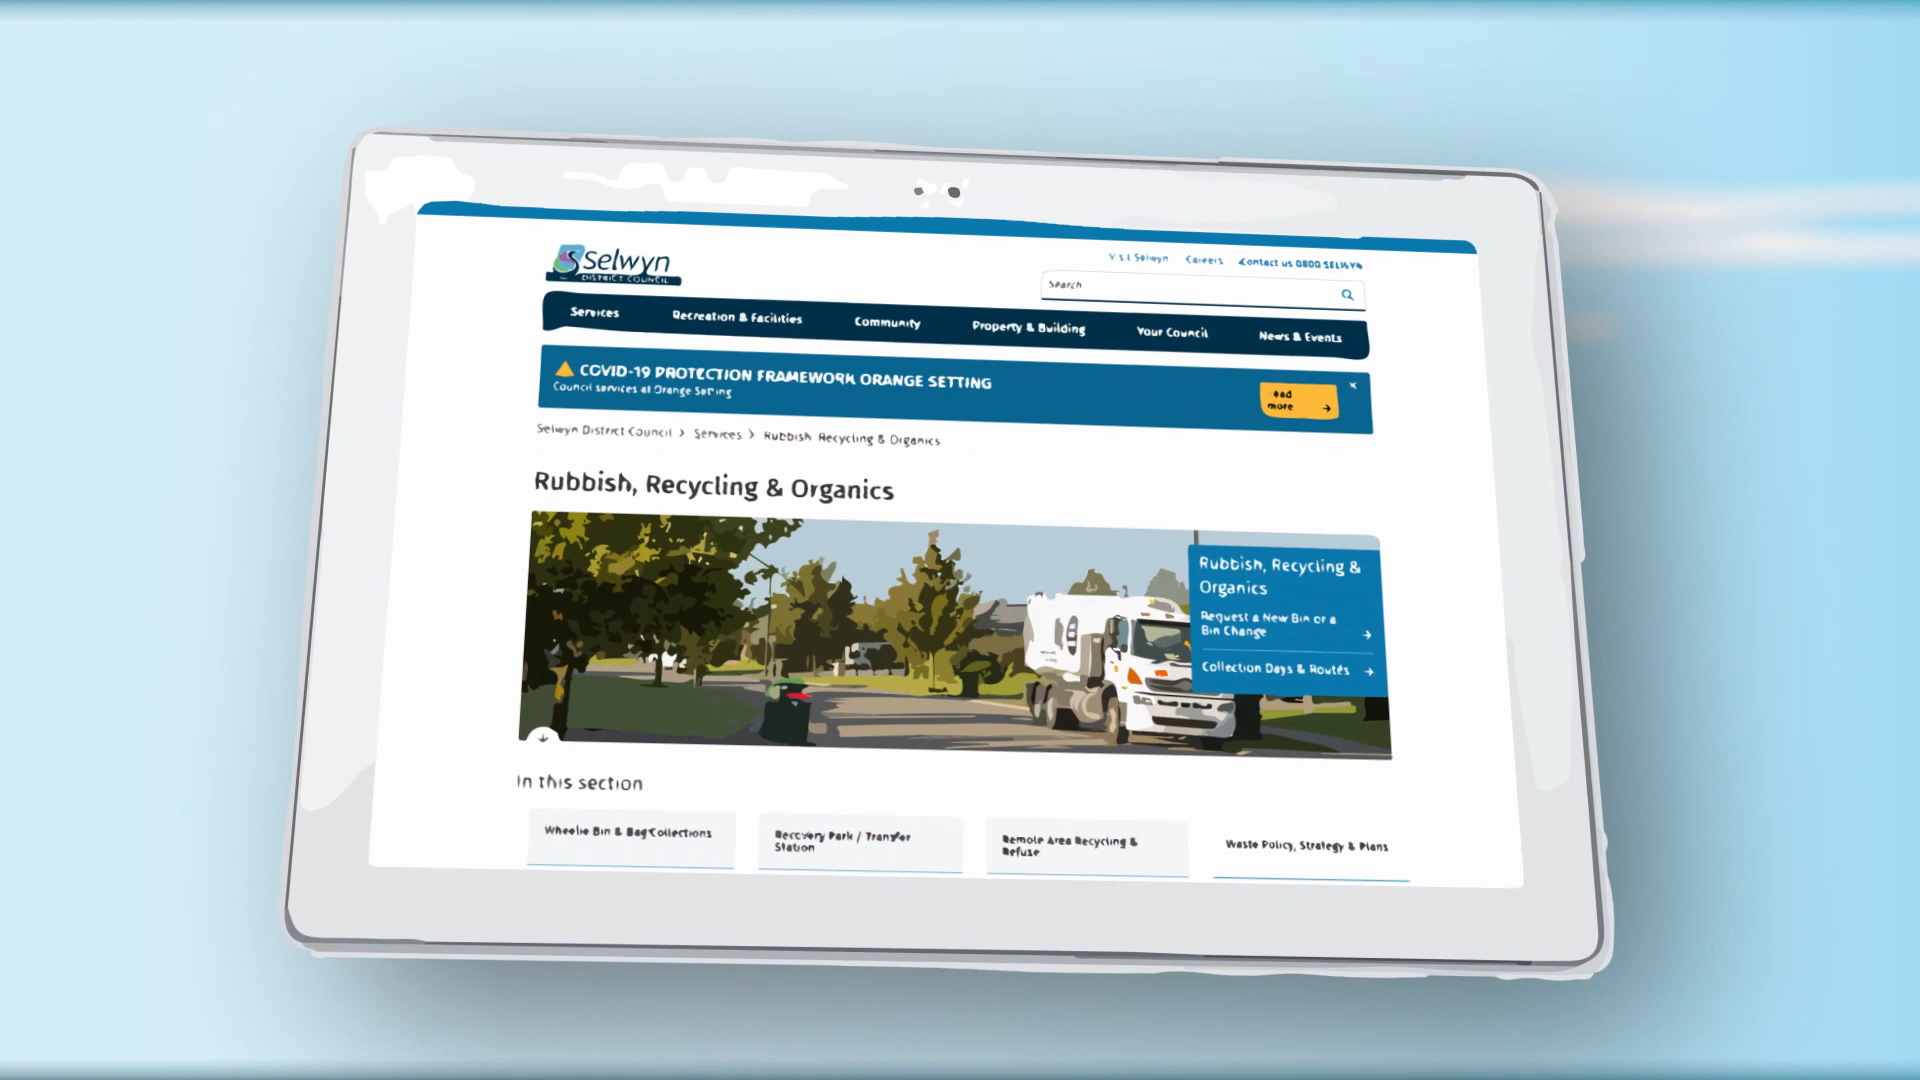 Selwyn
DISTRICT COUNCIL
Selwyn Careers Contact us 0800 SELWYN
Search
Services Recreation & Facilities Community Property & Building Your Council News & Events
COVID-19 PROTECTION FRAMEWORK ORANGE SETTING
Council services at Orange Setting
more
Selwyn District Council > Services > Rubbish Recycling & Organics
Rubbish, Recycling & Organics
Rubbish, Recycling &
Organics
Request a New Bin or a
Bin Change
Collection Days & Routes
In this section
Wheelie Bin & Bag Collections
Recovery Park / Transfer
Station
Remote Area Recycling &
Refuse
Waste Policy, Strategy & Plans